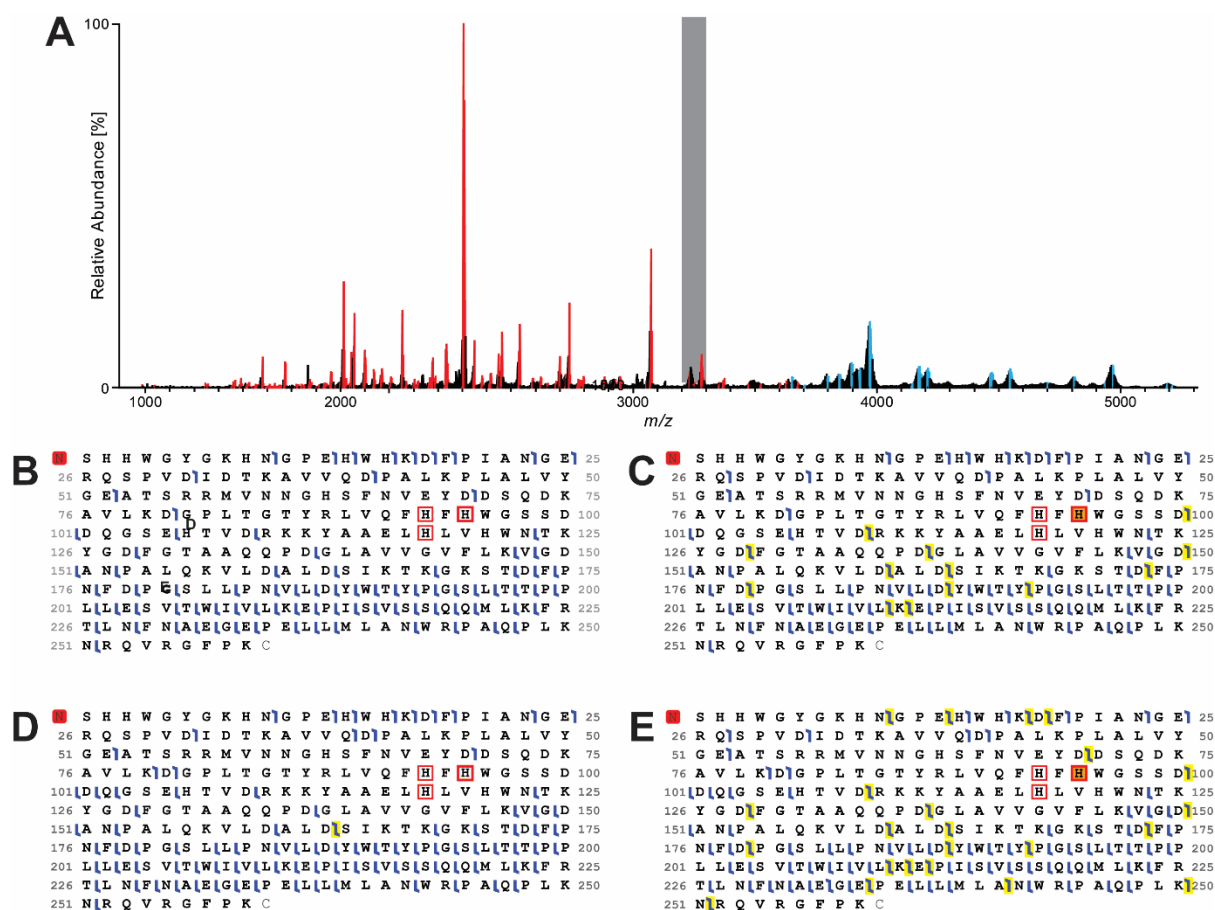 A
100
Relative Abundance [%]
0
1000 2000 3000 4000 5000
m/z
B
N S H H W G Y G K H N G P E H W H K D F P I A N G E 25
26 R Q S P V D I D T K A V V Q D P A L K P L A L V Y 50
51 G E A T S R R M V N N G H S F N V E Y D D S Q D K 75
76 A V L K D G P L T G T Y R L V Q F H F H W G S S D 100
D
101 D Q G S E H T V D R K K Y A A E L H L V H W N T K 125
126 Y G D F G T A A Q Q P D G L A V V G V F L K V G D 150
151 A N P A L Q K V L D A L D S I K T K G K S T D F P 175
176 N F D P G S L L P N V L D Y W T Y P G S L T T P P 200
201 L L E S V T W I V L K E P I S V S S Q Q M L K F R 225
226 T L N F N A E G E P E L L M L A N W R P A Q P L K 250
251 N R Q V R G F P K C
C
N S H H W G Y G K H N G P E H W H K D F P I A N G E 25
26 R Q S P V D I D T K A V V Q D P A L K P L A L V Y 50
51 G E A T S R R M V N N G H S F N V E Y D D S Q D K 75
76 A V L K D G P L T G T Y R L V Q F H F H W G S S D 100
101 D Q G S E H T V D R K K Y A A E L H L V H W N T K 125
126 Y G D F G T A A Q Q P D G L A V V G V F L K V G D 150
151 A N P A L Q K V L D A L D S I K T K G K S T D F P 175
176 N F D P G S L L P N V L D Y W T Y P G S L T T P P 200
201 L L E S V T W I V L K E P I S V S S Q Q M L K F R 225
226 T L N F N A E G E P E L L M L A N W R P A Q P L K 250
251 N R Q V R G F P K C
D
N S H H W G Y G K H N G P E H W H K D F P I A N G E 25
26 R Q S P V D I D T K A V V Q D P A L K P L A L V Y 50
51 G E A T S R R M V N N G H S F N V E Y D D S Q D K 75
76 A V L K D G P L T G T Y R L V Q F H F H W G S S D 100
101 D Q G S E H T V D R K K Y A A E L H L V H W N T K 125
126 Y G D F G T A A Q Q P D G L A V V G V F L K V G D 150
151 A N P A L Q K V L D A L D S I K T K G K S T D F P 175
176 N F D P G S L L P N V L D Y W T Y P G S L T T P P 200
201 L L E S V T W I V L K E P I S V S S Q Q M L K F R 225
226 T L N F N A E G E P E L L M L A N W R P A Q P L K 250
251 N R Q V R G F P K C
E
N S H H W G Y G K H N G P E H W H K D F P I A N G E 25
26 R Q S P V D I D T K A V V Q D P A L K P L A L V Y 50
51 G E A T S R R M V N N G H S F N V E Y D D S Q D K 75
76 A V L K D G P L T G T Y R L V Q F H F H W G S S D 100
101 D Q G S E H T V D R K K Y A A E L H L V H W N T K 125
126 Y G D F G T A A Q Q P D G L A V V G V F L K V G D 150
151 A N P A L Q K V L D A L D S I K T K G K S T D F P 175
176 N F D P G S L L P N V L D Y W T Y P G S L T T P P 200
201 L L E S V T W I V L K E P I S V S S Q Q M L K F R 225
226 T L N F N A E G E P E L L M L A N W R P A Q P L K 250
251 N R Q V R G F P K C